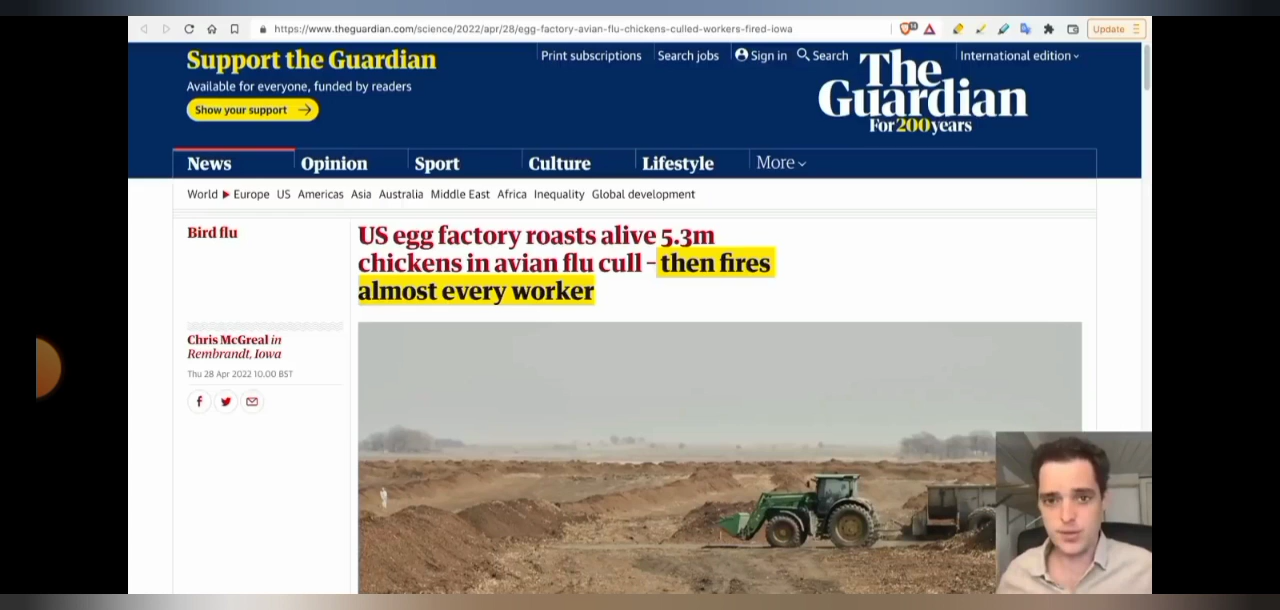 https://www.theguardian.com/science/2022/apr/28/egg-factory-avian-flu-chickens-culled-workers-fired-iowa
Update
Support the Guardian
Available for everyone, funded by readers
Show your support
Print subscriptions
Search jobs
Sign in
Search
International edition
The
Guardian
For 200 years
News
Opinion
Sport
Culture
Lifestyle
More
World
Europe
US
Americas
Asia
Australia
Middle East
Africa
Inequality
Global development
Bird flu
US egg factory roasts alive 5.3m
chickens in avian flu cull – then fires
almost every worker
Chris McGreal in
Rembrandt, Iowa
Thu 28 Apr 2022 10.00 BST